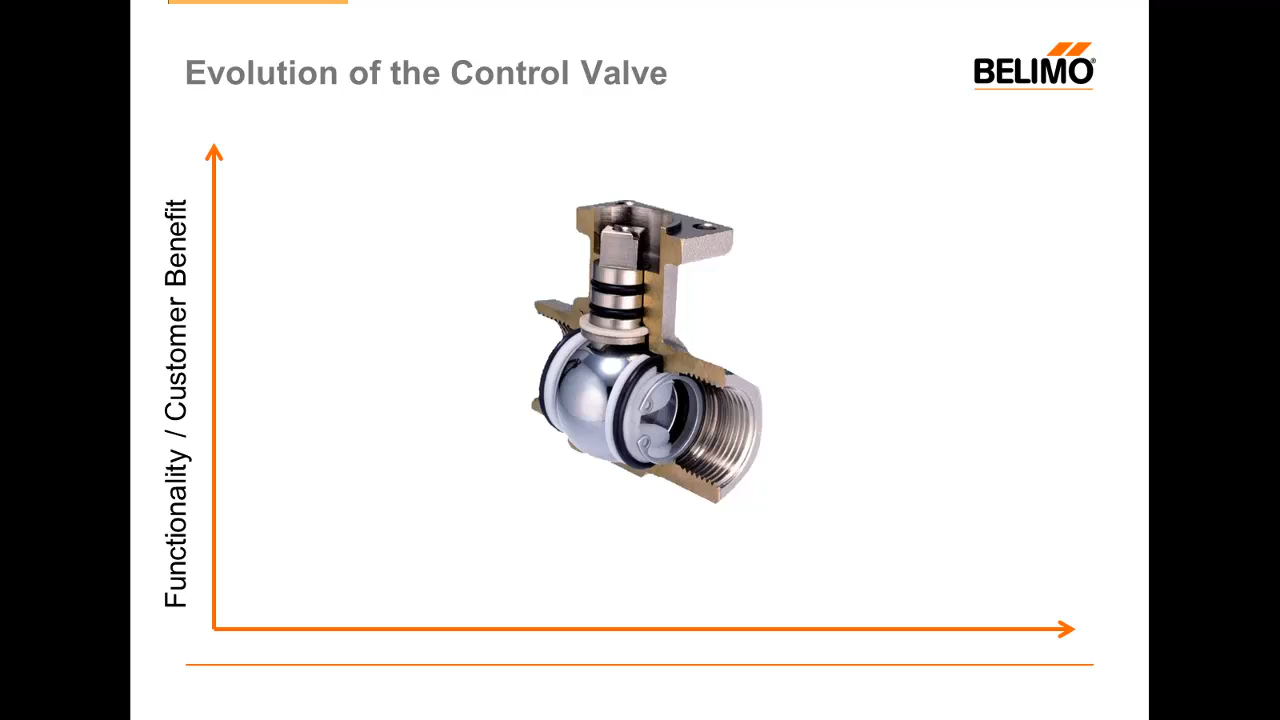 Evolution of the Control Valve
BELIMO®
Functionality / Customer Benefit